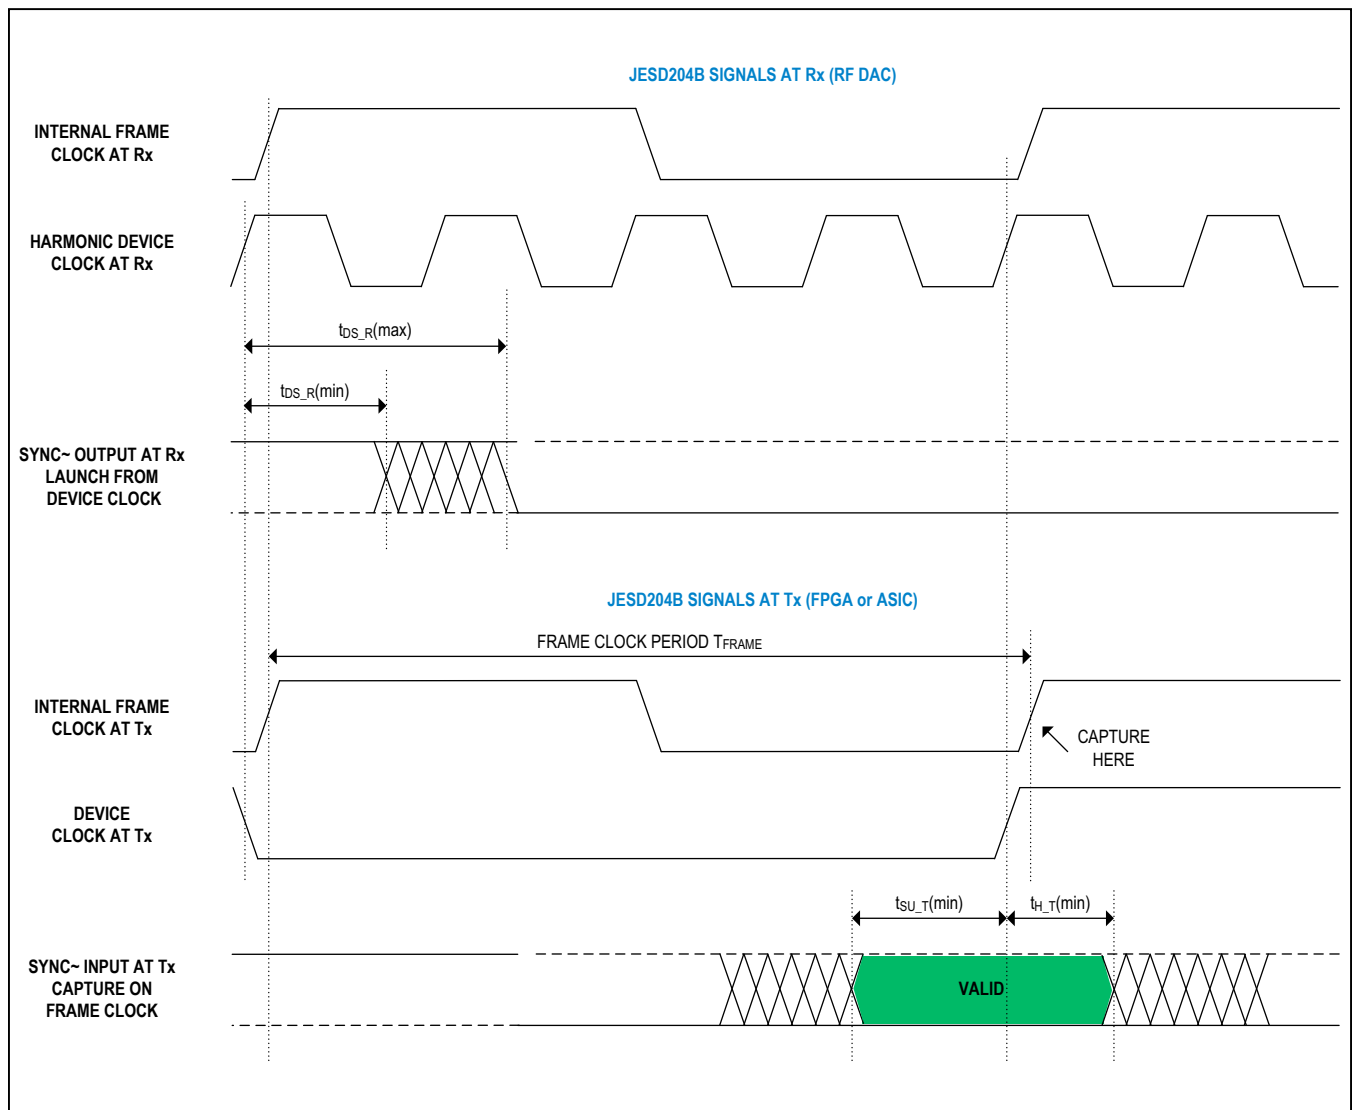 JESD204B SIGNALS AT Rx (RF DAC)
INTERNAL FRAME
CLOCK AT Rx
HARMONIC DEVICE
CLOCK AT Rx
tDS_R(max)
tDS_R(min)
SYNC~ OUTPUT AT Rx
LAUNCH FROM
DEVICE CLOCK
JESD204B SIGNALS AT Tx (FPGA or ASIC)
FRAME CLOCK PERIOD TFRAME
INTERNAL FRAME
CLOCK AT Tx
CAPTURE
HERE
DEVICE
CLOCK AT Tx
tSU_T(min)
tH_T(min)
SYNC~ INPUT AT Tx
CAPTURE ON
FRAME CLOCK
VALID